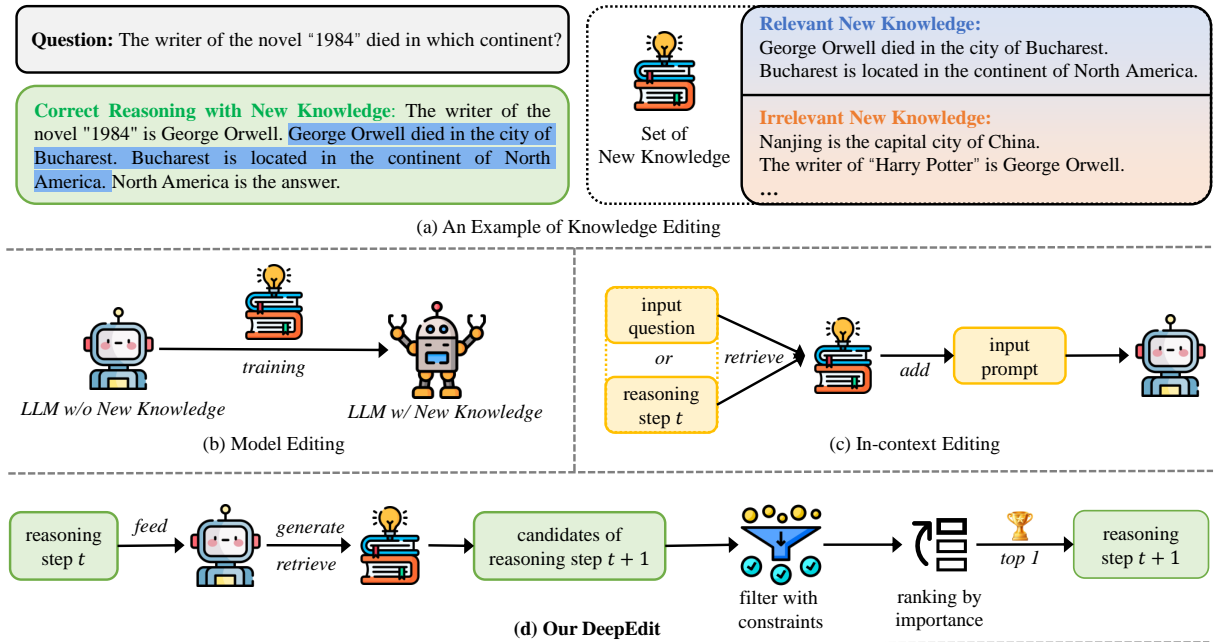 Question: The writer of the novel “1984” died in which continent?
Correct Reasoning with New Knowledge: The writer of the
novel "1984" is George Orwell. George Orwell died in the city of
Bucharest. Bucharest is located in the continent of North
America. North America is the answer.
Set of
New Knowledge
Relevant New Knowledge:
George Orwell died in the city of Bucharest.
Bucharest is located in the continent of North America.
Irrelevant New Knowledge:
Nanjing is the capital city of China.
The writer of “Harry Potter” is George Orwell.
...
(a) An Example of Knowledge Editing
training
LLM w/o New Knowledge
LLM w/ New Knowledge
(b) Model Editing
input
question
or
reasoning
step t
retrieve
add
input
prompt
(c) In-context Editing
reasoning
step t
feed
generate
retrieve
candidates of
reasoning step t + 1
filter with
constraints
ranking by
importance
top 1
reasoning
step t + 1
(d) Our DeepEdit